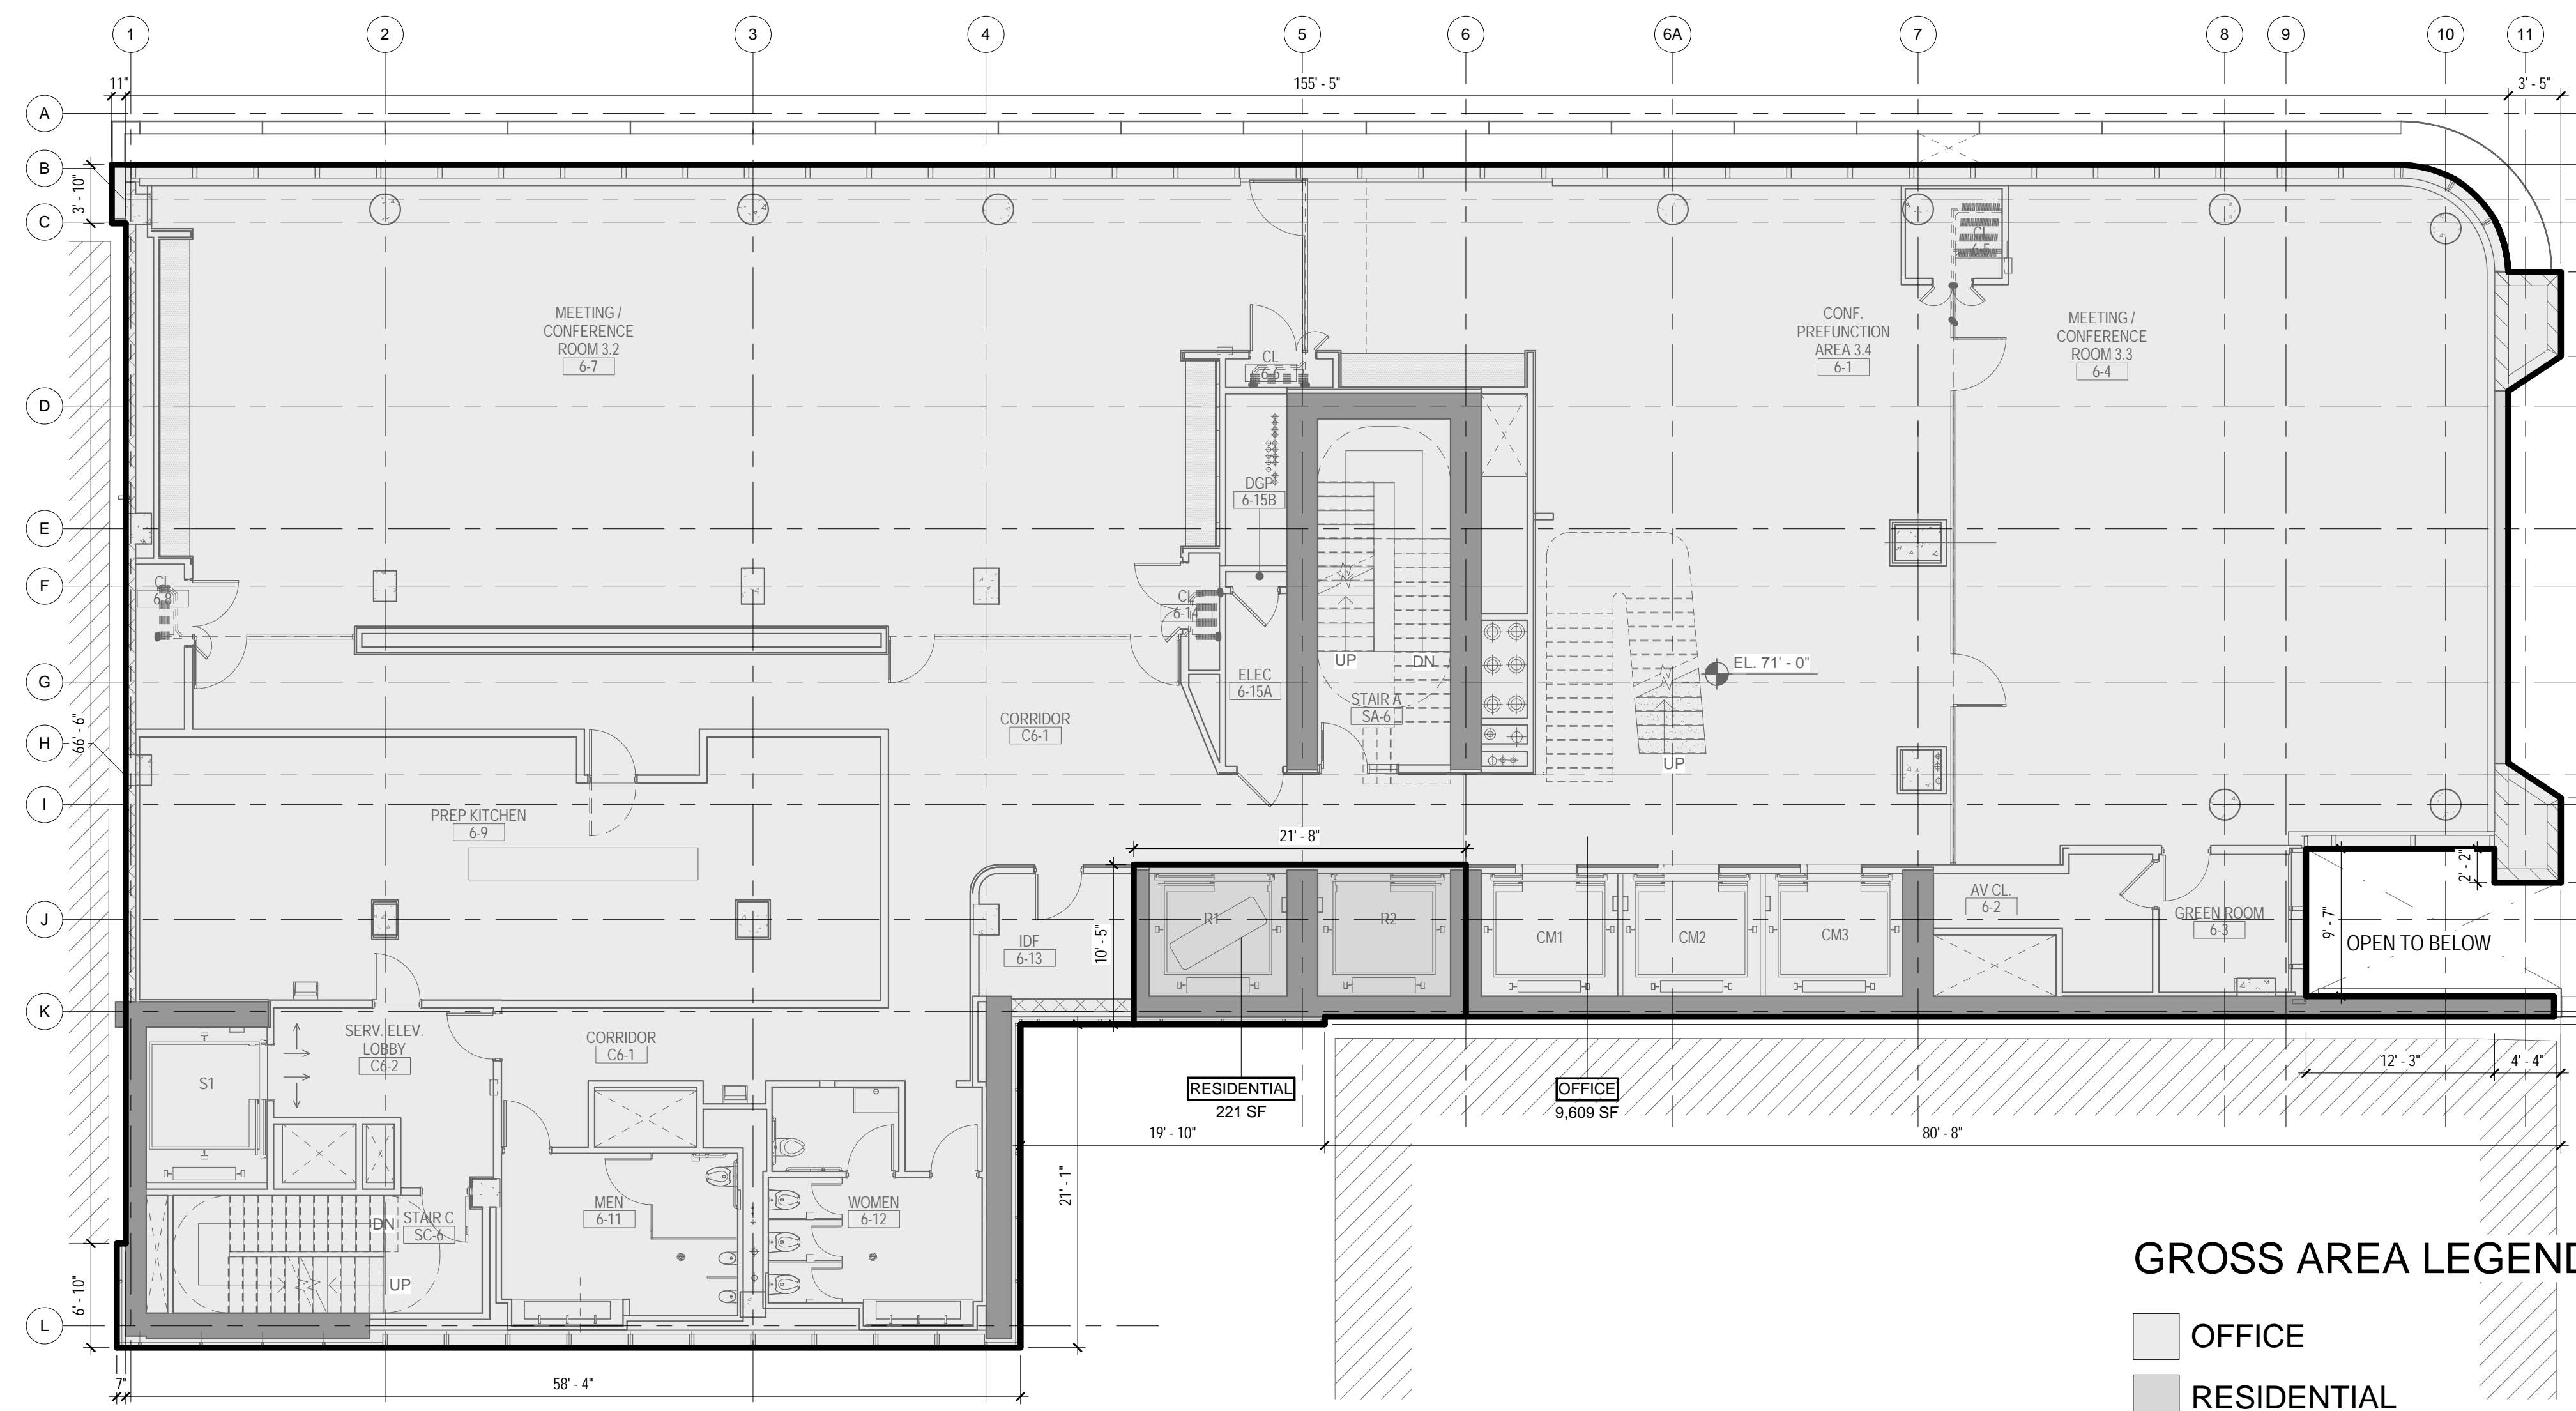 1 2 3 4 5 6 6A 7 8 9 10 11
11" 155' - 5" 3' - 5"
A
B
3' - 10"
C
MEETING /
CONFERENCE
ROOM 3.2
6-7
CL
6-5
CONF.
PREFUNCTION
AREA 3.4
6-1
MEETING /
CONFERENCE
ROOM 3.3
6-4
CL
6-6
D
DGP
6-15B
E
F
CL
6-8
CL
6-14
UP DN
EL. 71' - 0"
G
ELEC
6-15A
STAIR A
SA-6
CORRIDOR
C6-1
H
66' - 6"
UP
I
PREP KITCHEN
6-9
21' - 8"
2' - 2"
J
IDF
6-13
10' - 5"
R1 R2 CM1 CM2 CM3
AV CL.
6-2
GREEN ROOM
6-3
9' - 7"
OPEN TO BELOW
K
SERV. ELEV.
LOBBY
C6-2
CORRIDOR
C6-1
S1
RESIDENTIAL
221 SF
OFFICE
9,609 SF
12' - 3" 4' - 4"
19' - 10" 80' - 8"
21' - 1"
DN
STAIR C
SC-6
MEN
6-11
WOMEN
6-12
UP
6' - 10"
L
7" 58' - 4"
GROSS AREA LEGEND
OFFICE
RESIDENTIAL